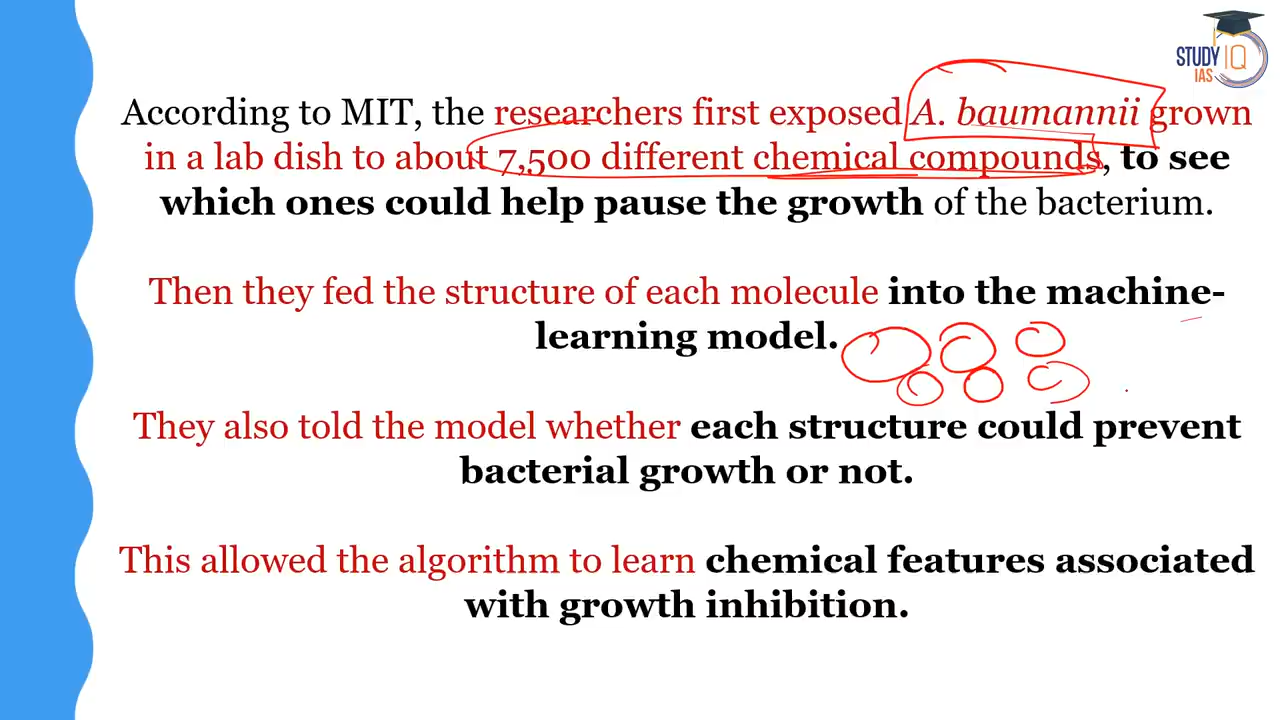 STUDY IQ
IAS
According to MIT, the researchers first exposed A. baumannii grown
in a lab dish to about 7,500 different chemical compounds, to see
which ones could help pause the growth of the bacterium.
Then they fed the structure of each molecule into the machine-
learning model.
They also told the model whether each structure could prevent
bacterial growth or not.
This allowed the algorithm to learn chemical features associated
with growth inhibition.